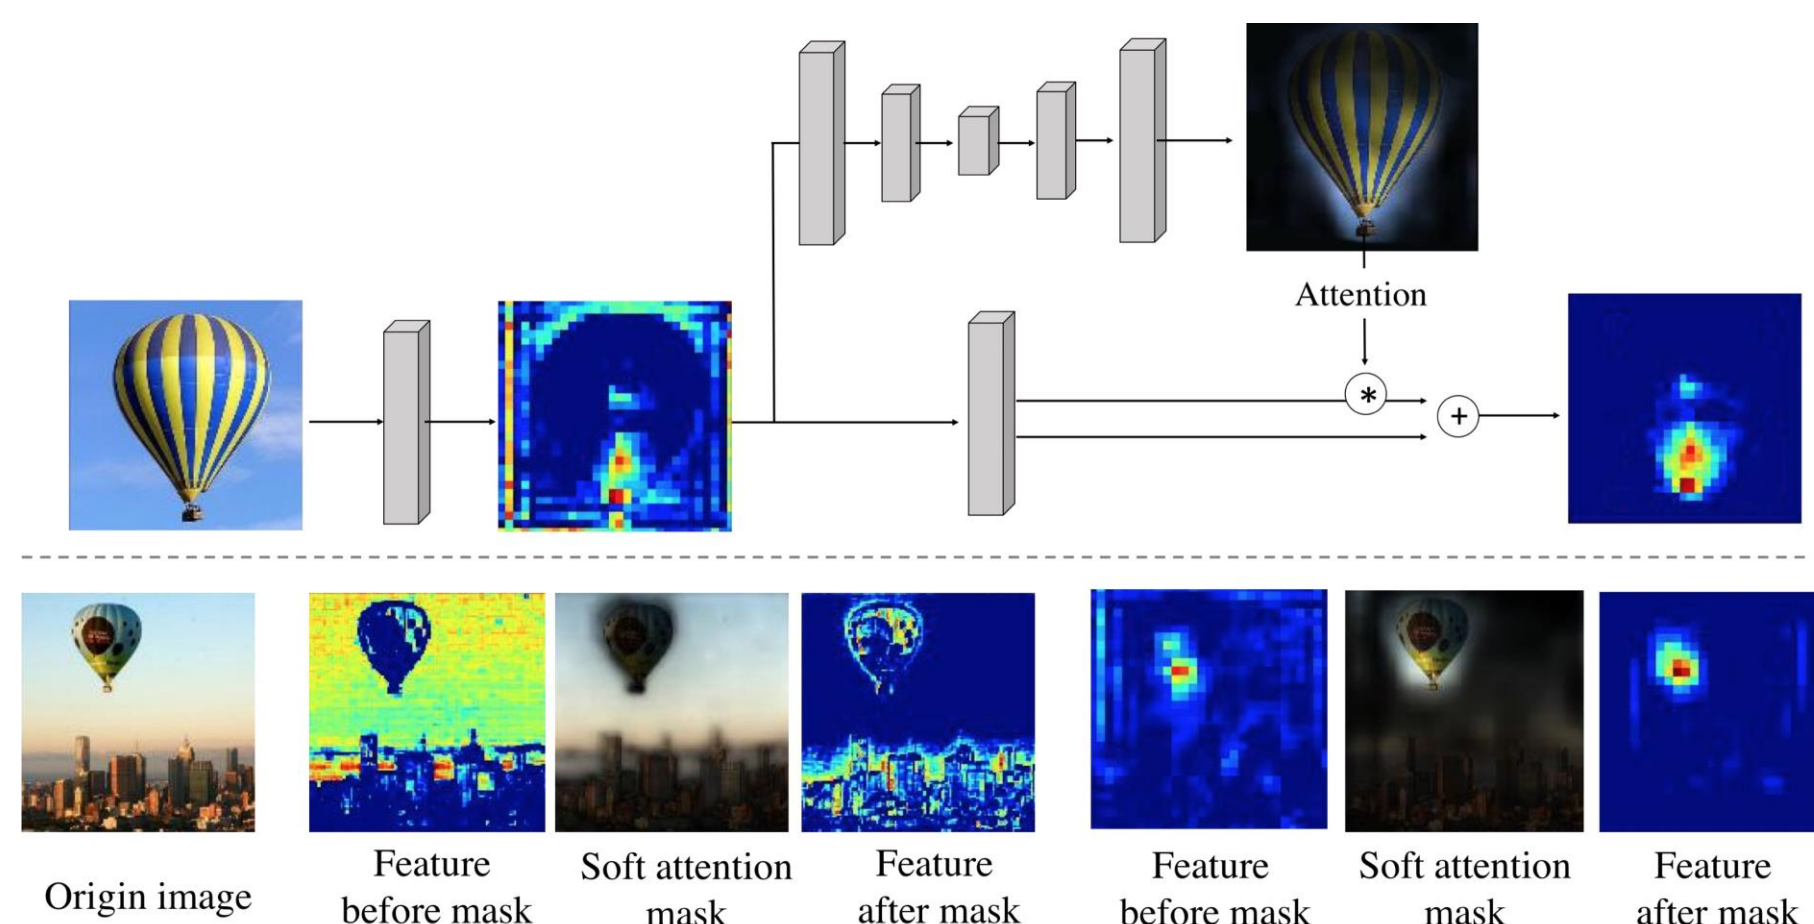 Attention
*
+
Origin image
Feature
before mask
Soft attention
mask
Feature
after mask
Feature
before mask
Soft attention
mask
Feature
after mask